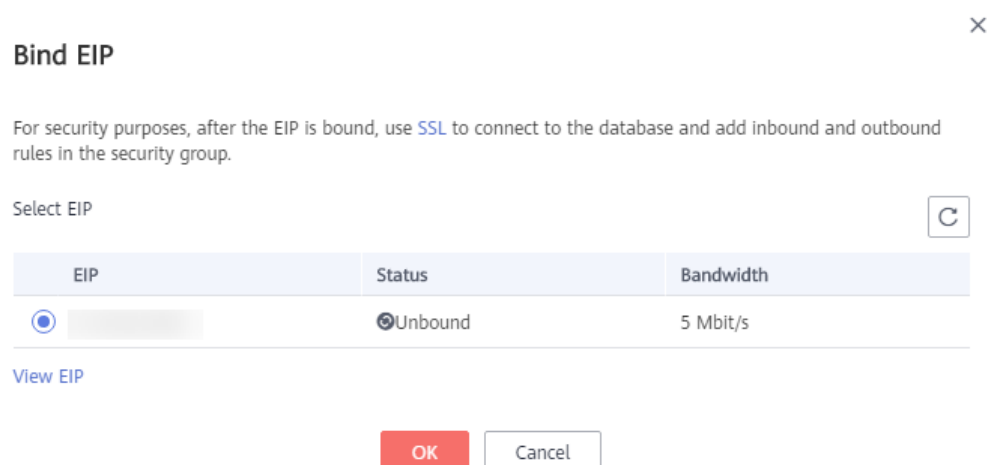 Bind EIP
For security purposes, after the EIP is bound, use SSL to connect to the database and add inbound and outbound
rules in the security group.
Select EIP
EIP Status Bandwidth
Unbound 5 Mbit/s
View EIP
OK Cancel